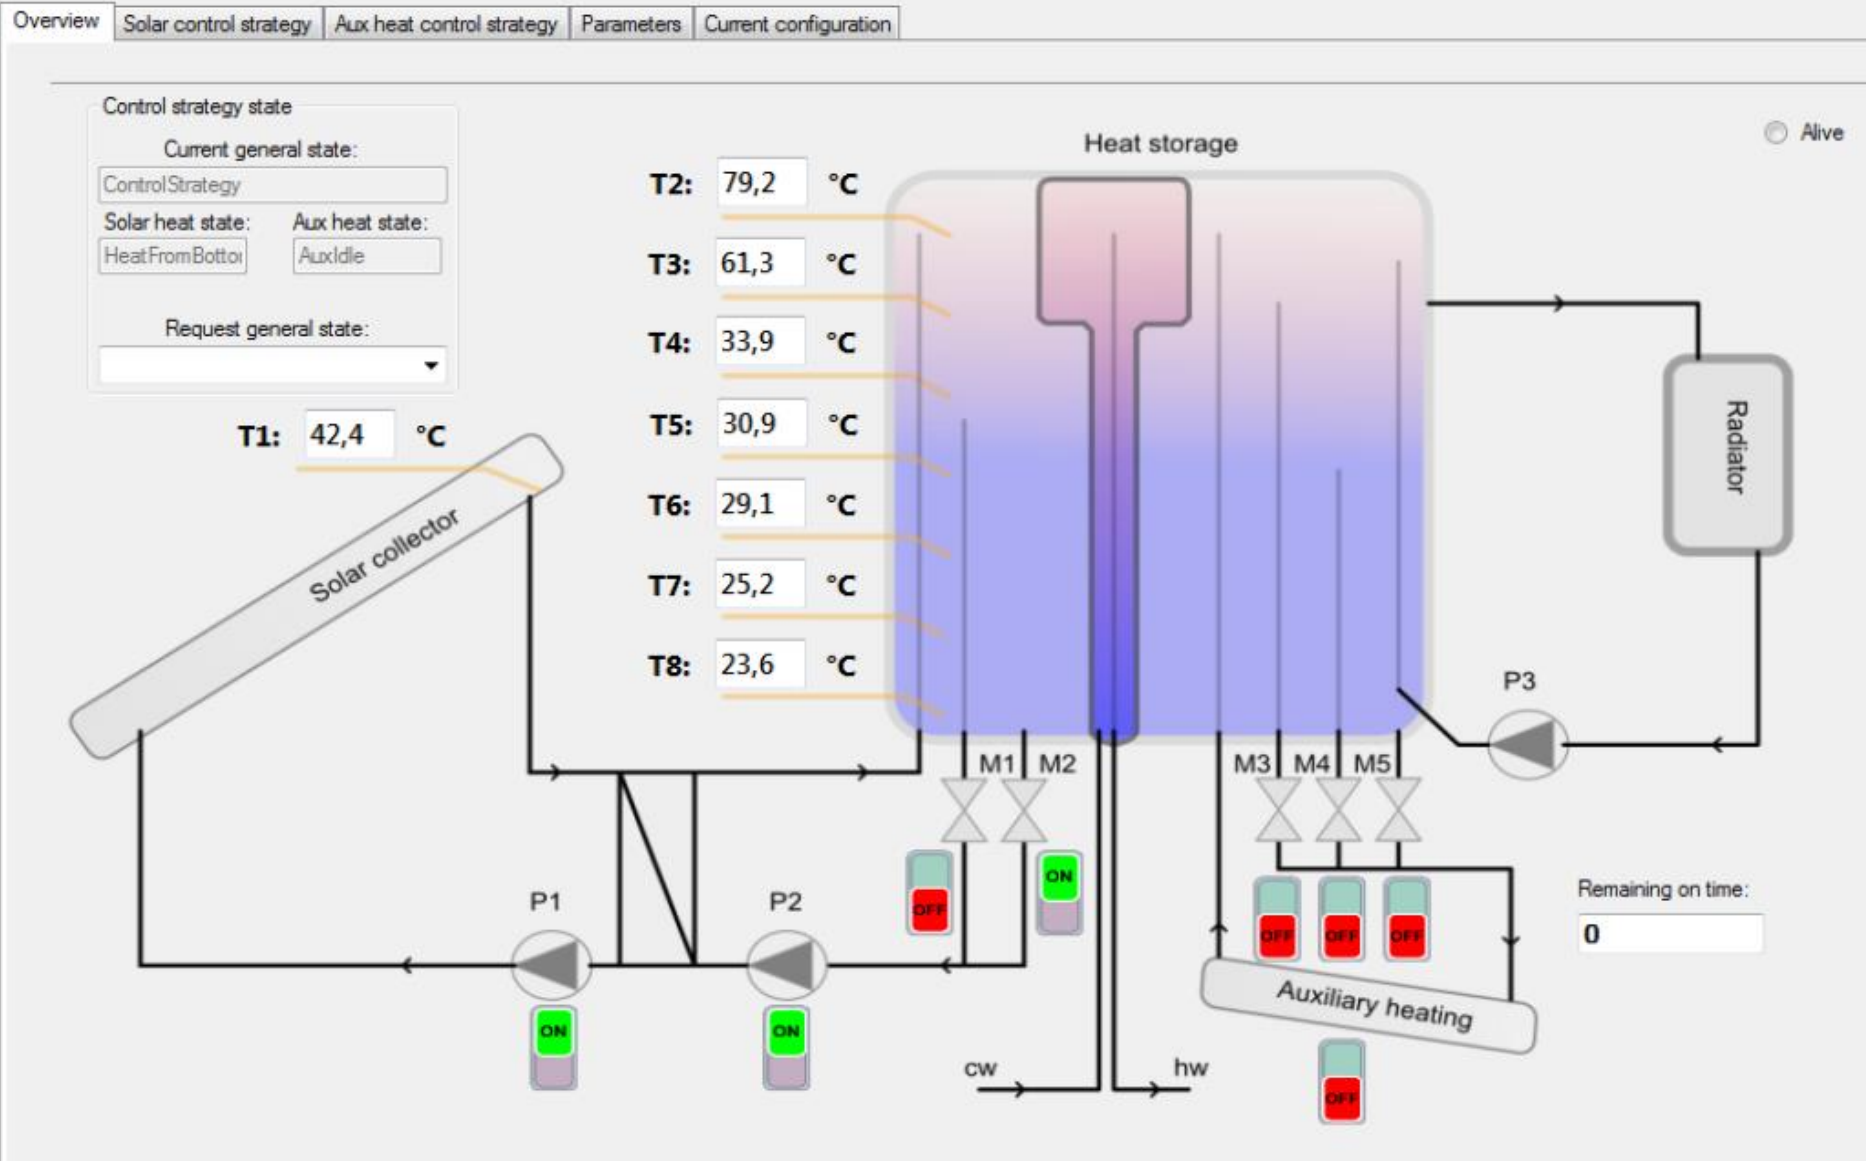 Overview Solar control strategy Aux heat control strategy Parameters Current configuration
Control strategy state
Current general state:
ControlStrategy
Solar heat state: Aux heat state:
HeatFromBottor AuxIdle
Request general state:
Alive
Heat storage
T2: 79,2 °C
T3: 61,3 °C
T4: 33,9 °C
T1: 42,4 °C
T5: 30,9 °C
T6: 29,1 °C
T7: 25,2 °C
T8: 23,6 °C
Solar collector
Radiator
P3
M1 M2 M3 M4 M5
ON
OFF
OFF OFF OFF
P1 P2
Remaining on time:
0
ON ON
Auxiliary heating
cw hw
OFF